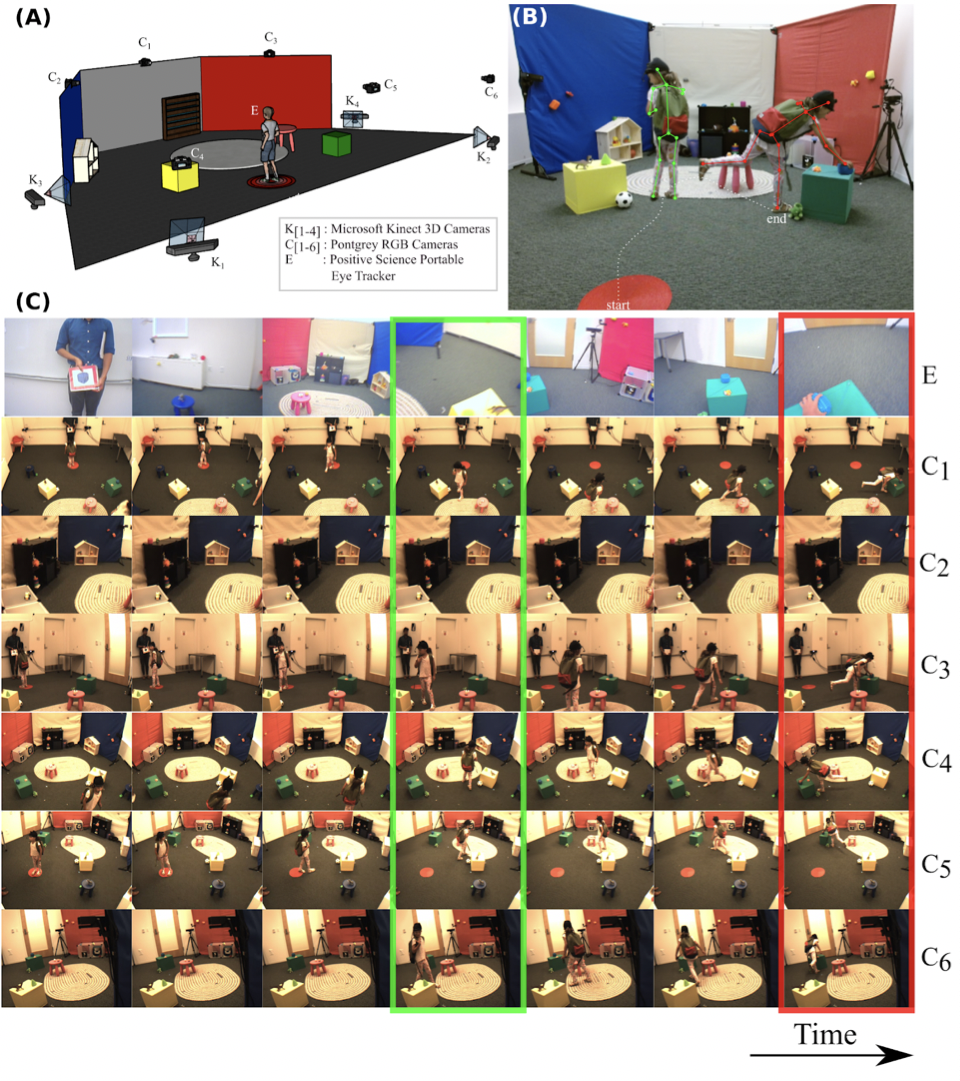 (A)
C1
C3
C2
C5
C6
E
K4
C4
K2
K3
K1
K[1-4] : Microsoft Kinect 3D Cameras
C[1-6] : Pontgrey RGB Cameras
E : Positive Science Portable
Eye Tracker
(B)
end
start
(C)
E
C1
C2
C3
C4
C5
C6
Time